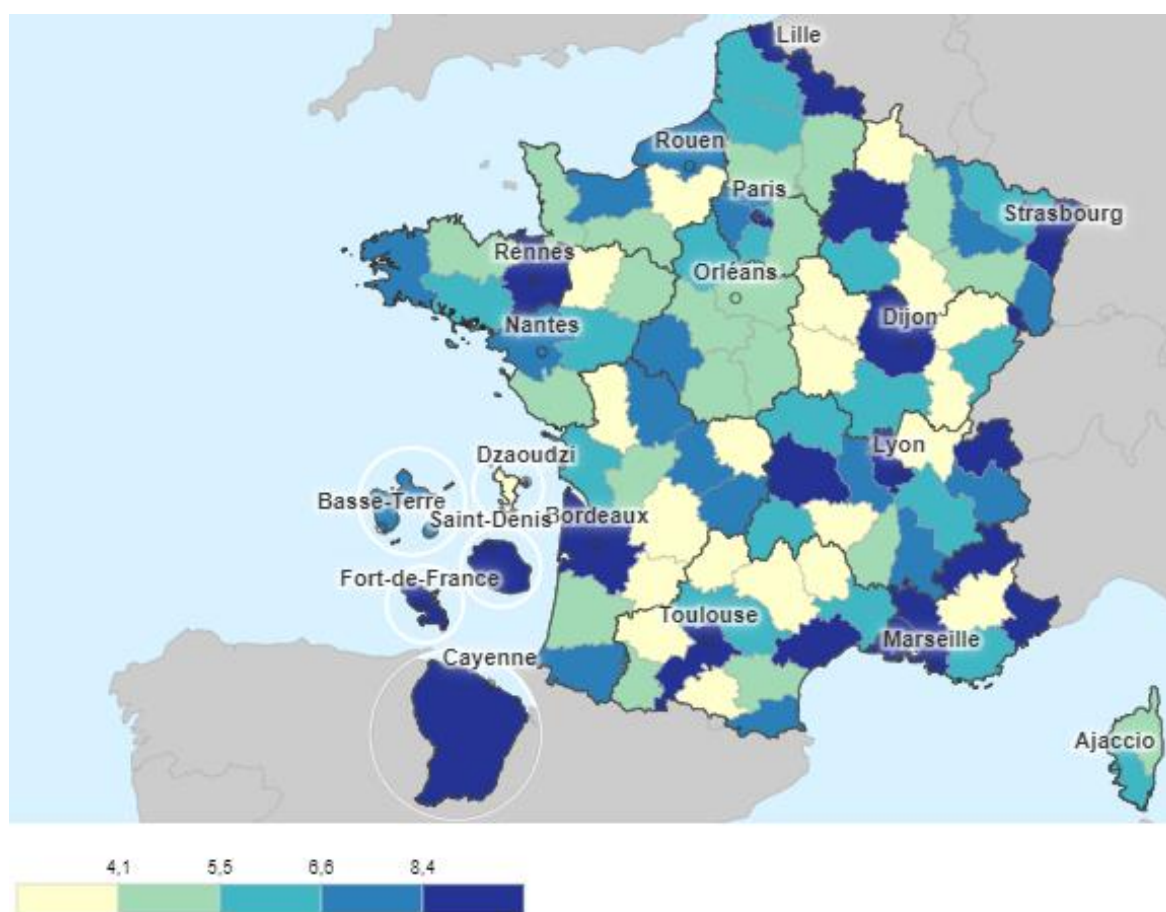 Lille
Rouen
Paris
Strasbourg
Rennes
Orléans
Nantes
Dijon
Lyon
Dzaoudzi
Basse-Terre
Saint-Denis
Bordeaux
Fort-de-France
Toulouse
Marseille
Cayenne
Ajaccio
4,1 5,5 6,6 8,4